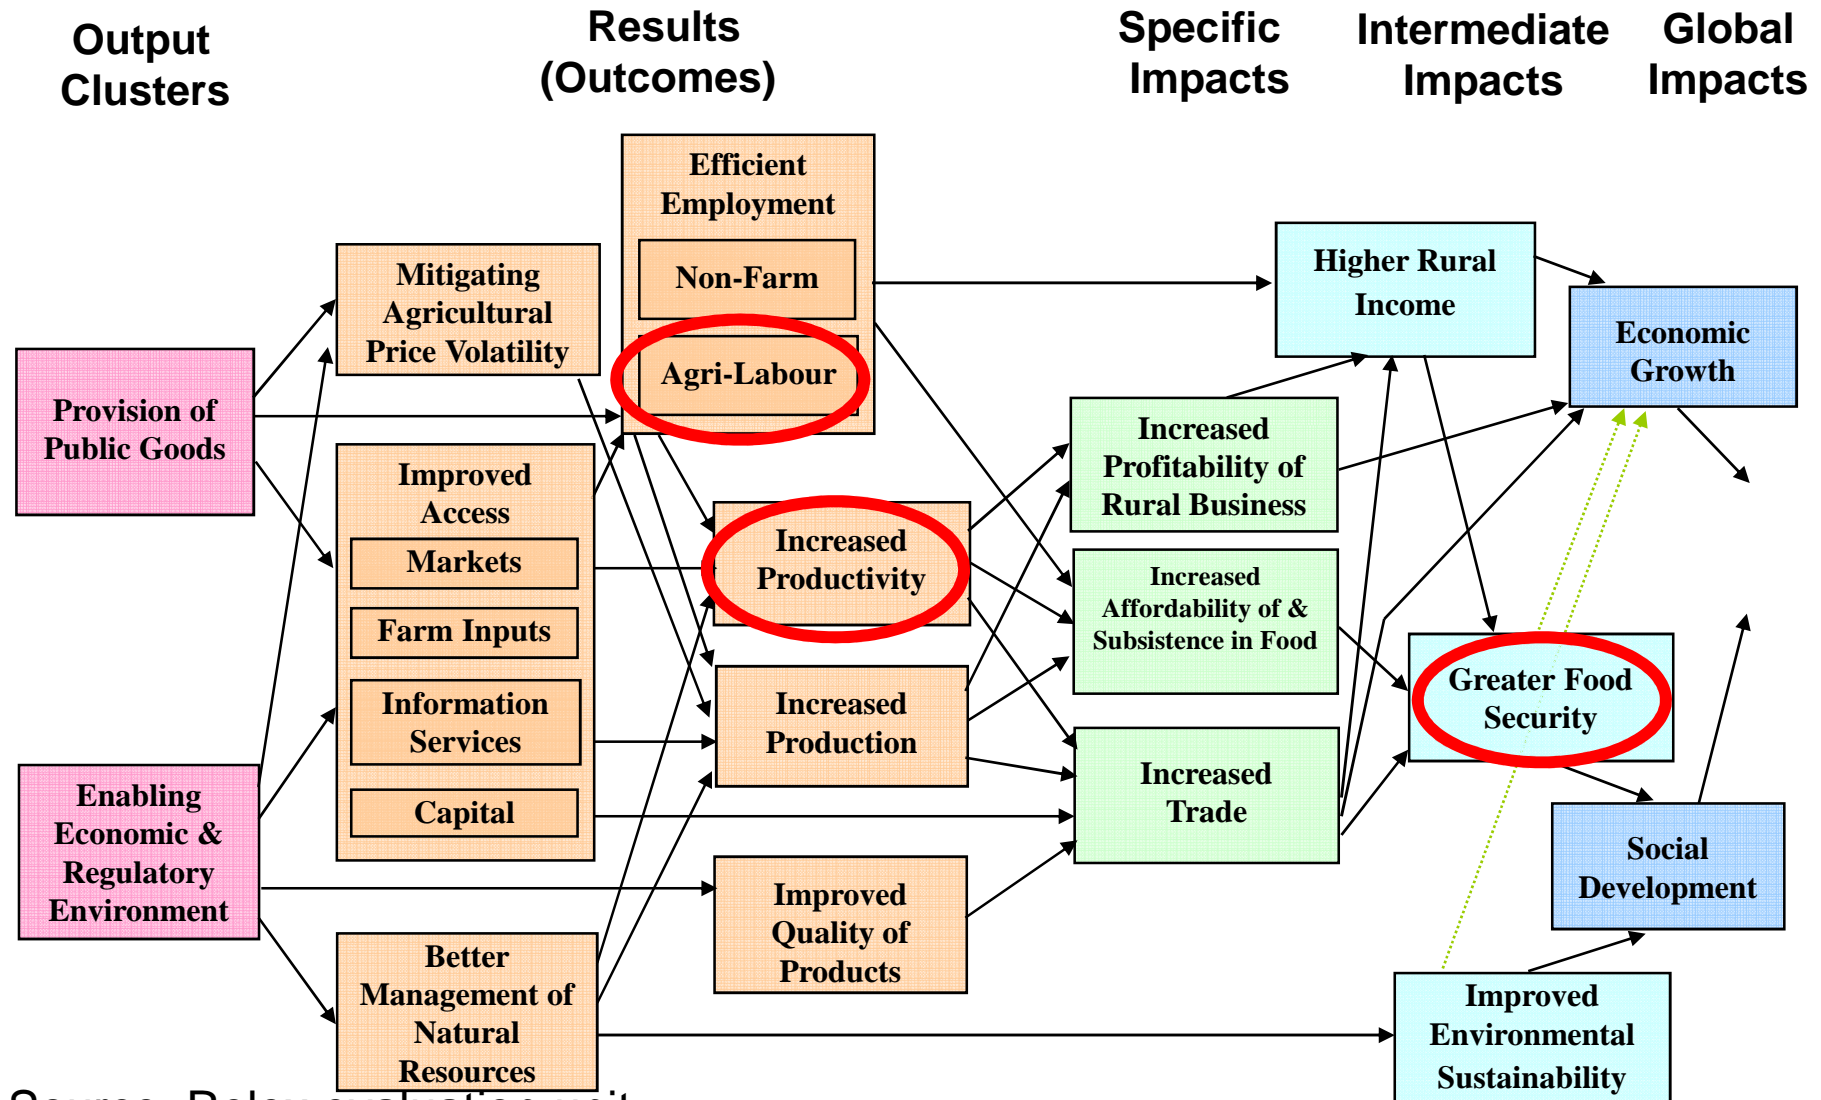 Output
Clusters
Results
(Outcomes)
Specific
Impacts
Intermediate
Impacts
Global
Impacts
Provision of
Public Goods
Enabling
Economic &
Regulatory
Environment
Mitigating
Agricultural
Price Volatility
Improved
Access
Markets
Farm Inputs
Information
Services
Capital
Better
Management of
Natural
Resources
Efficient
Employment
Non-Farm
Agri-Labour
Increased
Productivity
Increased
Production
Improved
Quality of
Products
Increased
Profitability of
Rural Business
Increased
Affordability of &
Subsistence in Food
Increased
Trade
Higher Rural
Income
Greater Food
Security
Improved
Environmental
Sustainability
Economic
Growth
Social
Development
evaluation unit